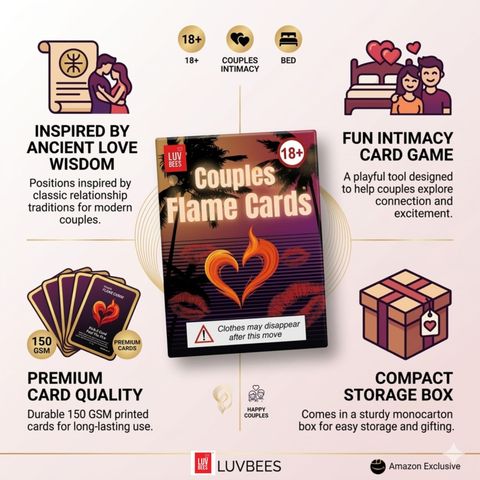 18+
18+
COUPLES
INTIMACY
BED
INSPIRED BY
ANCIENT LOVE
WISDOM
Positions inspired by
classic relationship
traditions for modern
couples.
FUN INTIMACY
CARD GAME
A playful tool designed
to help couples explore
connection and
excitement.
LUV
BEES
18+
Couples
Flame Cards
Clothes may disappear
after this move
FLAME CARDS
150
GSM
PREMIUM
CARDS
PREMIUM
CARD QUALITY
Durable 150 GSM printed
cards for long-lasting use.
COMPACT
STORAGE BOX
Comes in a sturdy monocarton
box for easy storage and gifting.
HAPPY
COUPLES
LUV
BEES
LUVBEES
Amazon Exclusive